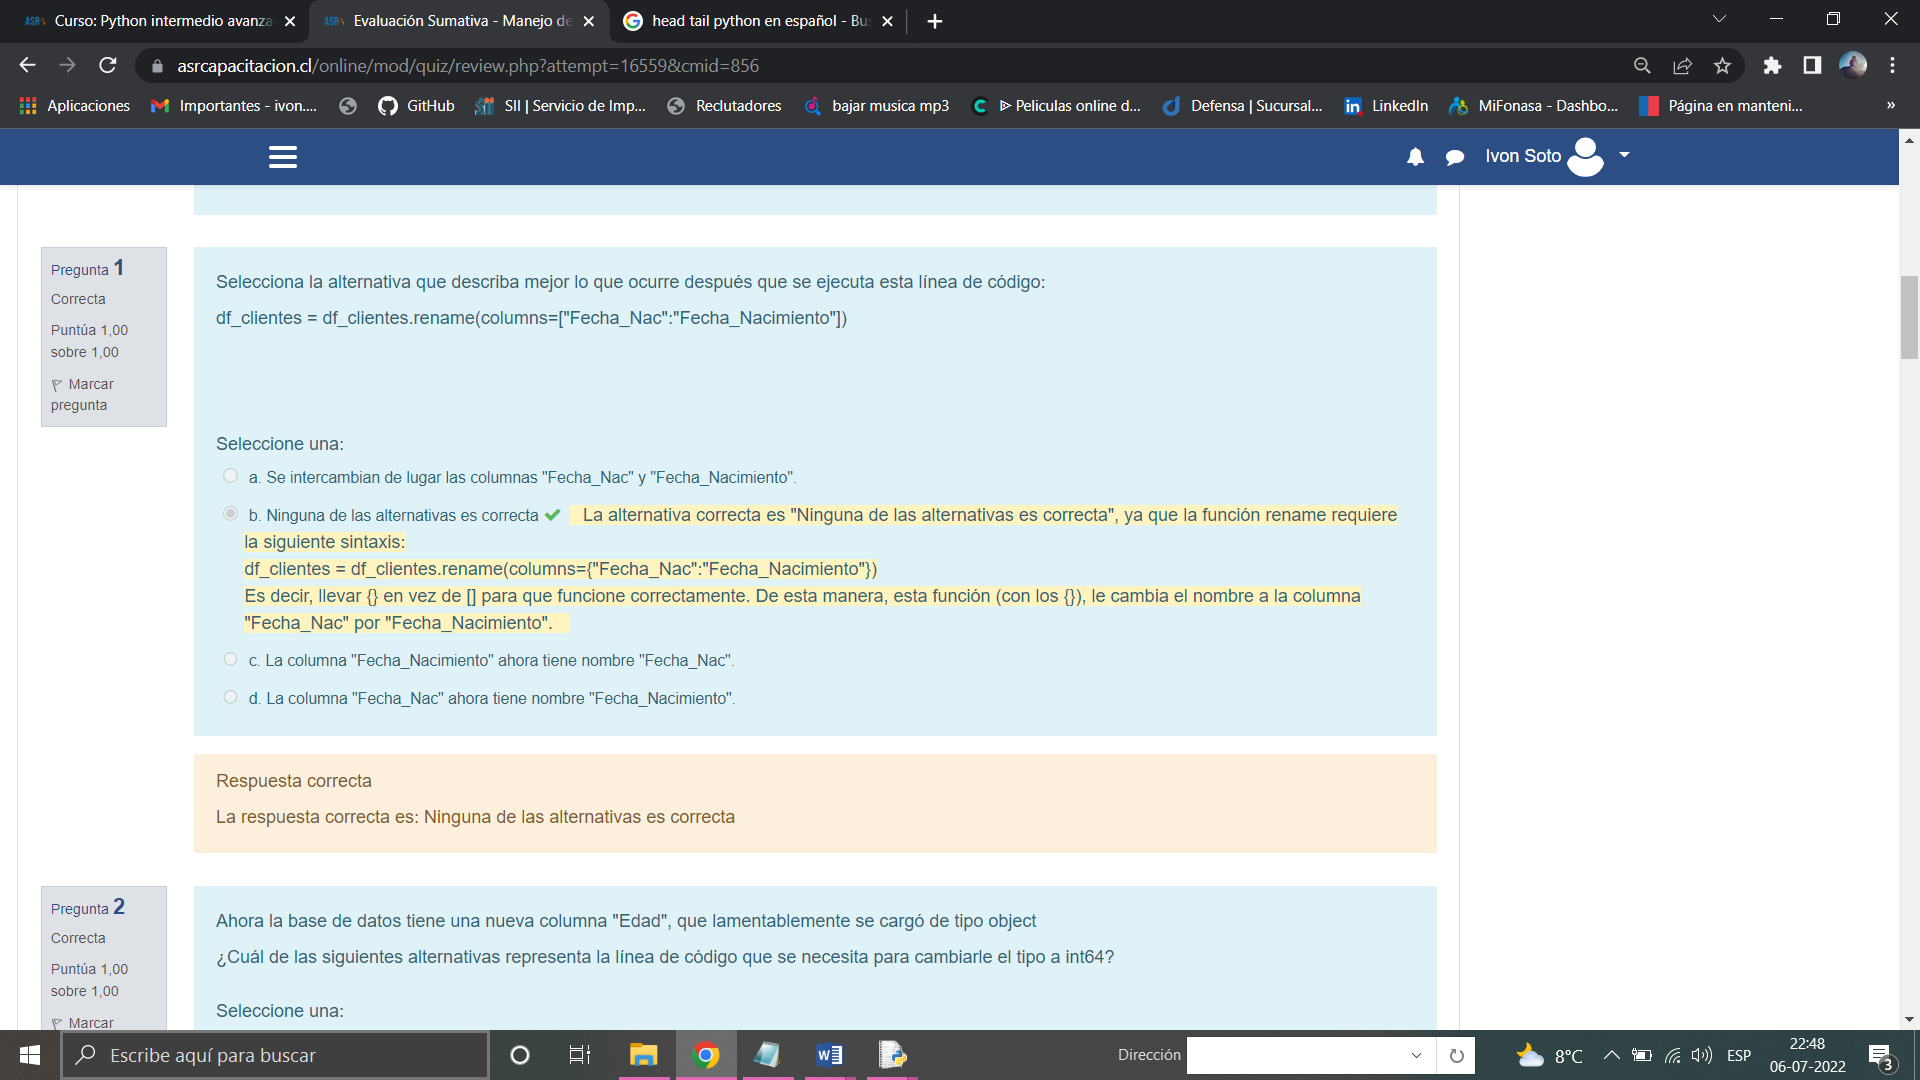 Curso: Python intermedio avanza
Evaluación Sumativa - Manejo de
head tail python en español - Bus
asrcapacitacion.cl/online/mod/quiz/review.php?attempt=16559&cmid=856
Aplicaciones
Importantes - ivon....
GitHub
SII | Servicio de Imp...
Reclutadores
bajar musica mp3
Peliculas online d...
Defensa | Sucursal...
LinkedIn
MiFonasa - Dashbo...
Página en manteni...
»
Ivon Soto
Pregunta 1
Correcta
Puntúa 1,00
sobre 1,00
Marcar
pregunta
Selecciona la alternativa que describa mejor lo que ocurre después que se ejecuta esta línea de código:
df_clientes = df_clientes.rename(columns=["Fecha_Nac":"Fecha_Nacimiento"])
Seleccione una:
a. Se intercambian de lugar las columnas "Fecha_Nac" y "Fecha_Nacimiento".
b. Ninguna de las alternativas es correcta La alternativa correcta es "Ninguna de las alternativas es correcta", ya que la función rename requiere
la siguiente sintaxis:
df_clientes = df_clientes.rename(columns={"Fecha_Nac":"Fecha_Nacimiento"})
Es decir, llevar {} en vez de [] para que funcione correctamente. De esta manera, esta función (con los {}), le cambia el nombre a la columna
"Fecha_Nac" por "Fecha_Nacimiento".
c. La columna "Fecha_Nacimiento" ahora tiene nombre "Fecha_Nac".
d. La columna "Fecha_Nac" ahora tiene nombre "Fecha_Nacimiento".
Respuesta correcta
La respuesta correcta es: Ninguna de las alternativas es correcta
Pregunta 2
Correcta
Puntúa 1,00
sobre 1,00
Marcar
Ahora la base de datos tiene una nueva columna "Edad", que lamentablemente se cargó de tipo object
¿Cuál de las siguientes alternativas representa la línea de código que se necesita para cambiarle el tipo a int64?
Seleccione una:
Escribe aquí para buscar
Dirección
8°C
ESP
22:48
06-07-2022
3